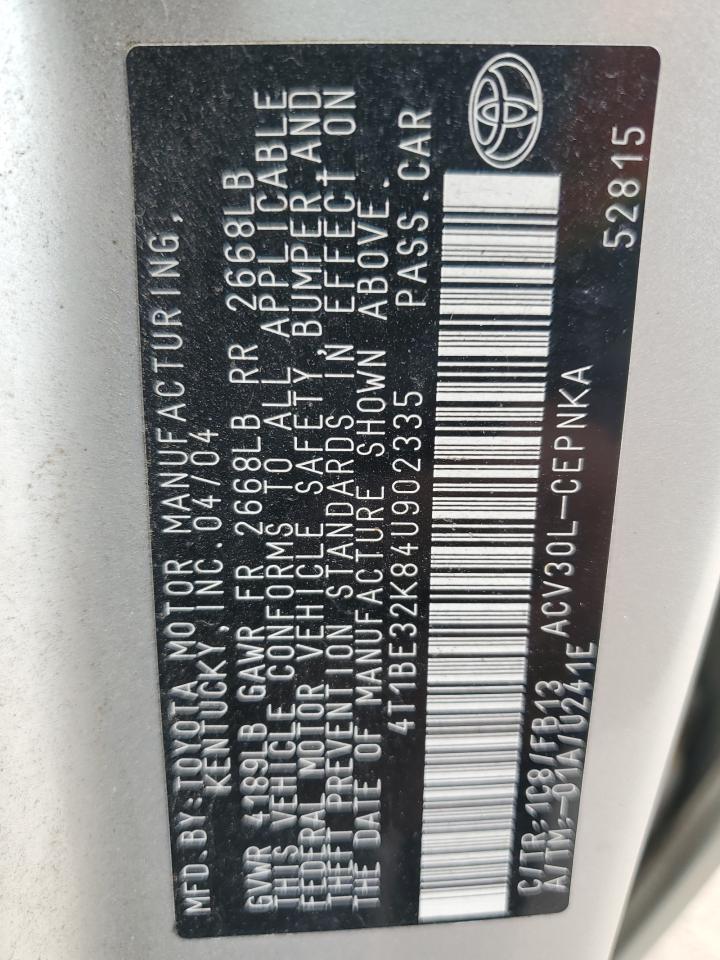 MFD.BY:TOYOTA MOTOR MANUFACTURING,
KENTUCKY, INC.04/04
GVWR 4189LB GAWR FR 2668LB RR 2668LB
THIS VEHICLE CONFORMS TO ALL APPLICABLE
FEDERAL MOTOR VEHICLE SAFETY, BUMPER,AND
THEFT PREVENTION STANDARDS IN EFFECT ON
THE DATE OF MANUFACTURE SHOWN ABOVE.
4T1BE32K84U902335 PASS.CAR
C/TR:1C8/FB13 ACV30L-CEPNKA
A/TM:-01A/U241E 52815